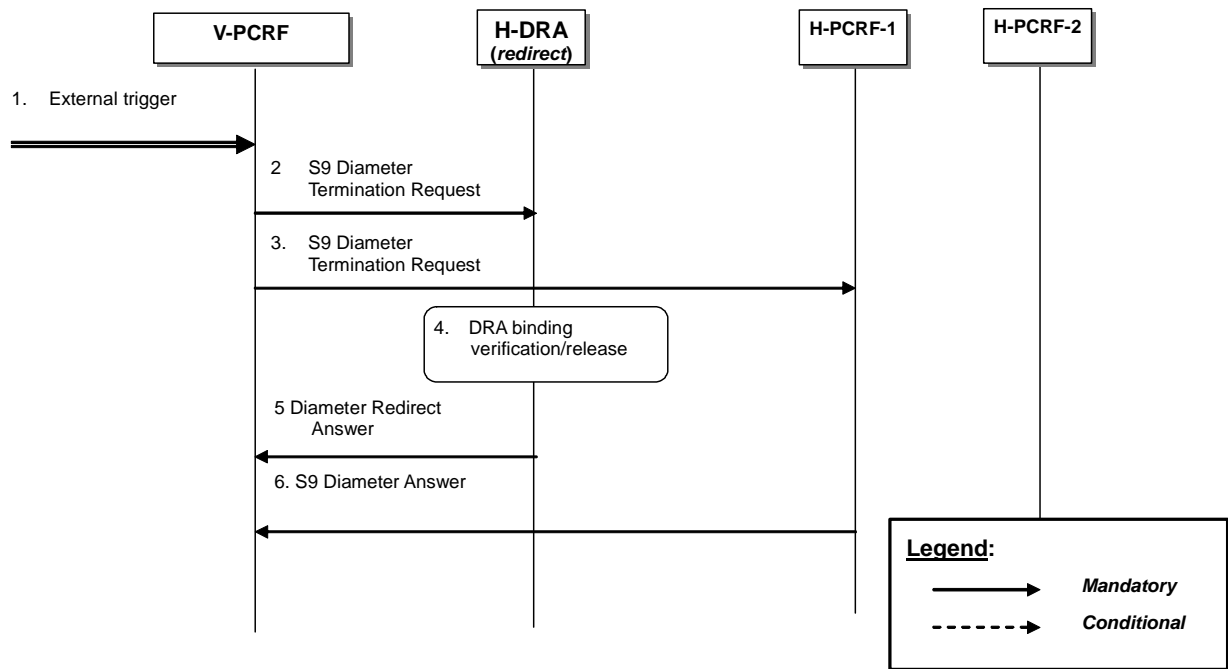 V-PCRF
H-DRA
(redirect)
H-PCRF-1
H-PCRF-2
1. External trigger
2 S9 Diameter
Termination Request
3. S9 Diameter
Termination Request
4. DRA binding
verification/release
5 Diameter Redirect
Answer
6. S9 Diameter Answer
Legend:
Mandatory
Conditional